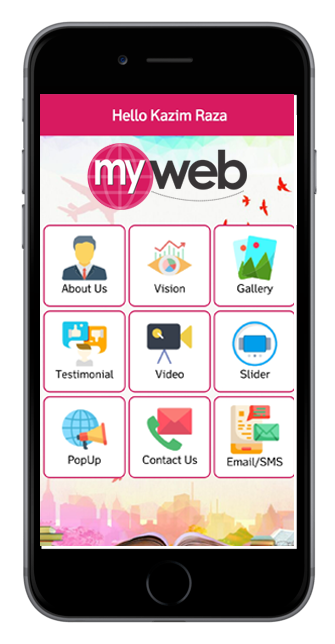 Hello Kazim Raza
myweb
About Us
Vision
Gallery
Testimonial
Video
Slider
PopUp
Contact Us
Email/SMS